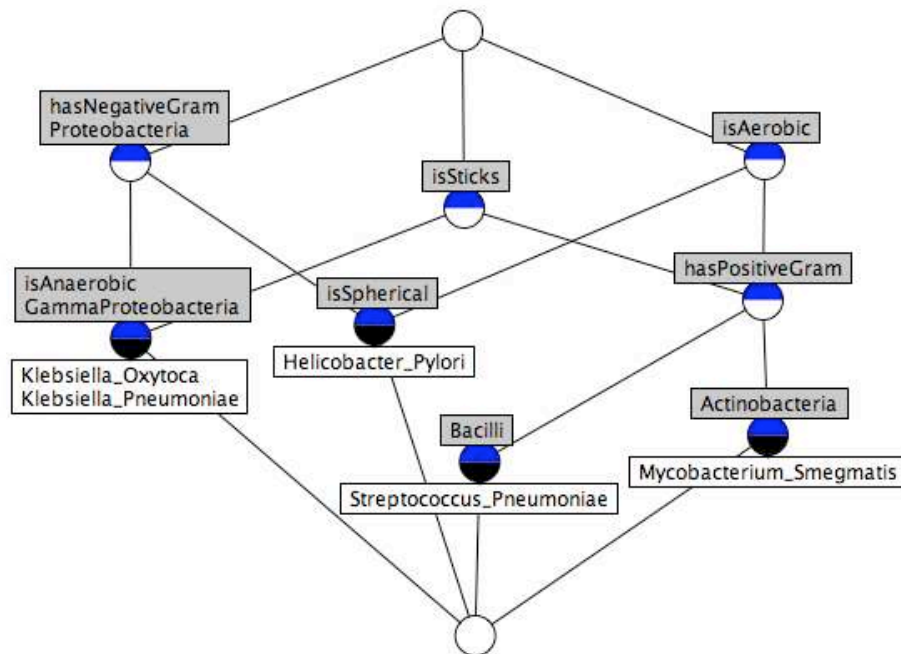 hasNegativeGram
Proteobacteria
isAerobic
isSticks
hasPositiveGram
isAnaerobic
GammaProteobacteria
isSpherical
Helicobacter_Pylori
Klebsiella_Oxytoca
Klebsiella_Pneumoniae
Actinobacteria
Bacilli
Mycobacterium_Smegmatis
Streptococcus_Pneumoniae